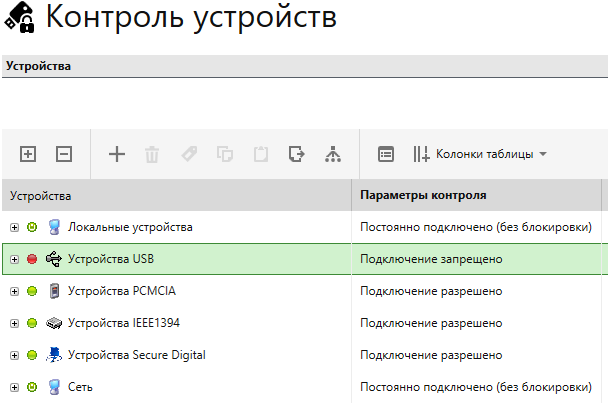 Контроль устройств
Устройства
Колонки таблицы
Устройства Параметры контроля
Локальные устройства Постоянно подключено (без блокировки)
Устройства USB Подключение запрещено
Устройства PCMCIA Подключение разрешено
Устройства IEEE1394 Подключение разрешено
Устройства Secure Digital Подключение разрешено
Сеть Постоянно подключено (без блокировки)